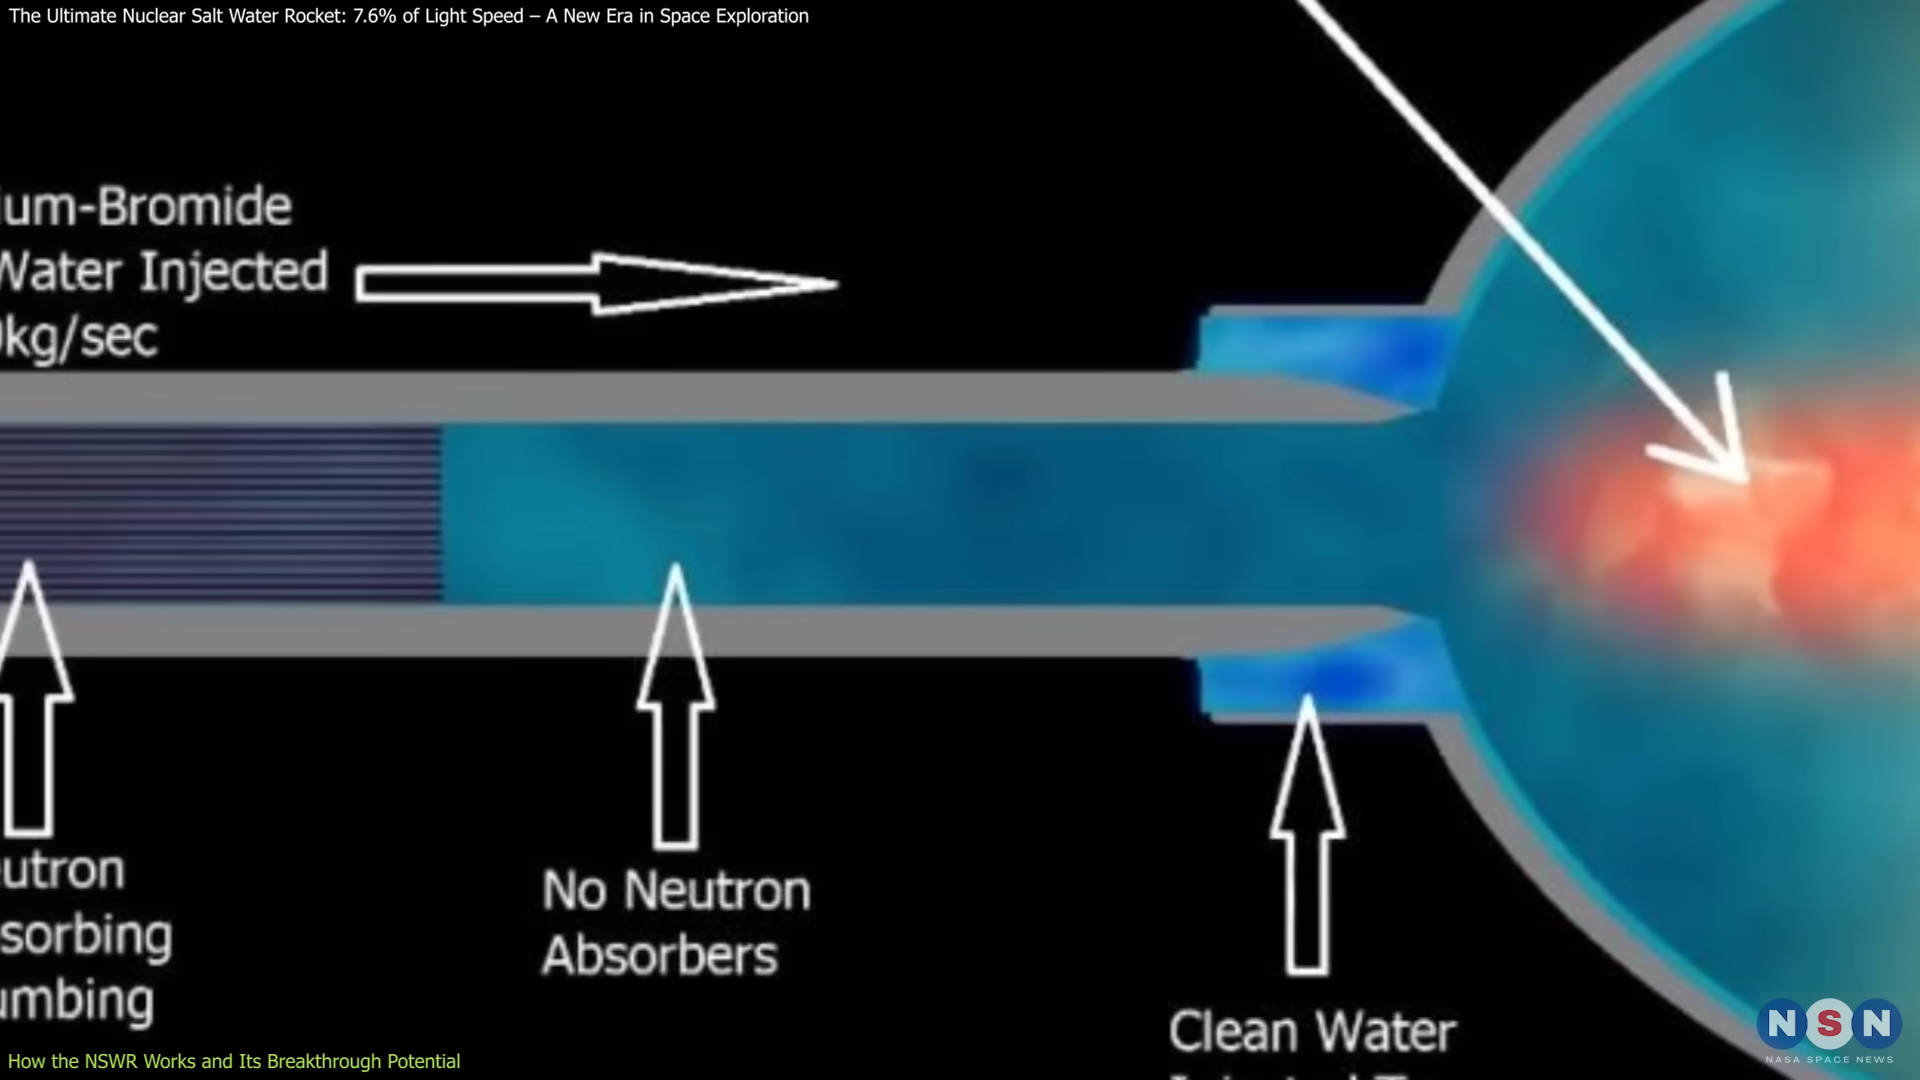 The Ultimate Nuclear Salt Water Rocket: 7.6% of Light Speed – A New Era in Space Exploration
ium-Bromide
Water Injected
kg/sec
No Neutron
Absorbers
eutron
sorbing
umbing
Clean Water
How the NSWR Works and Its Breakthrough Potential
NSN
NASA SPACE NEWS